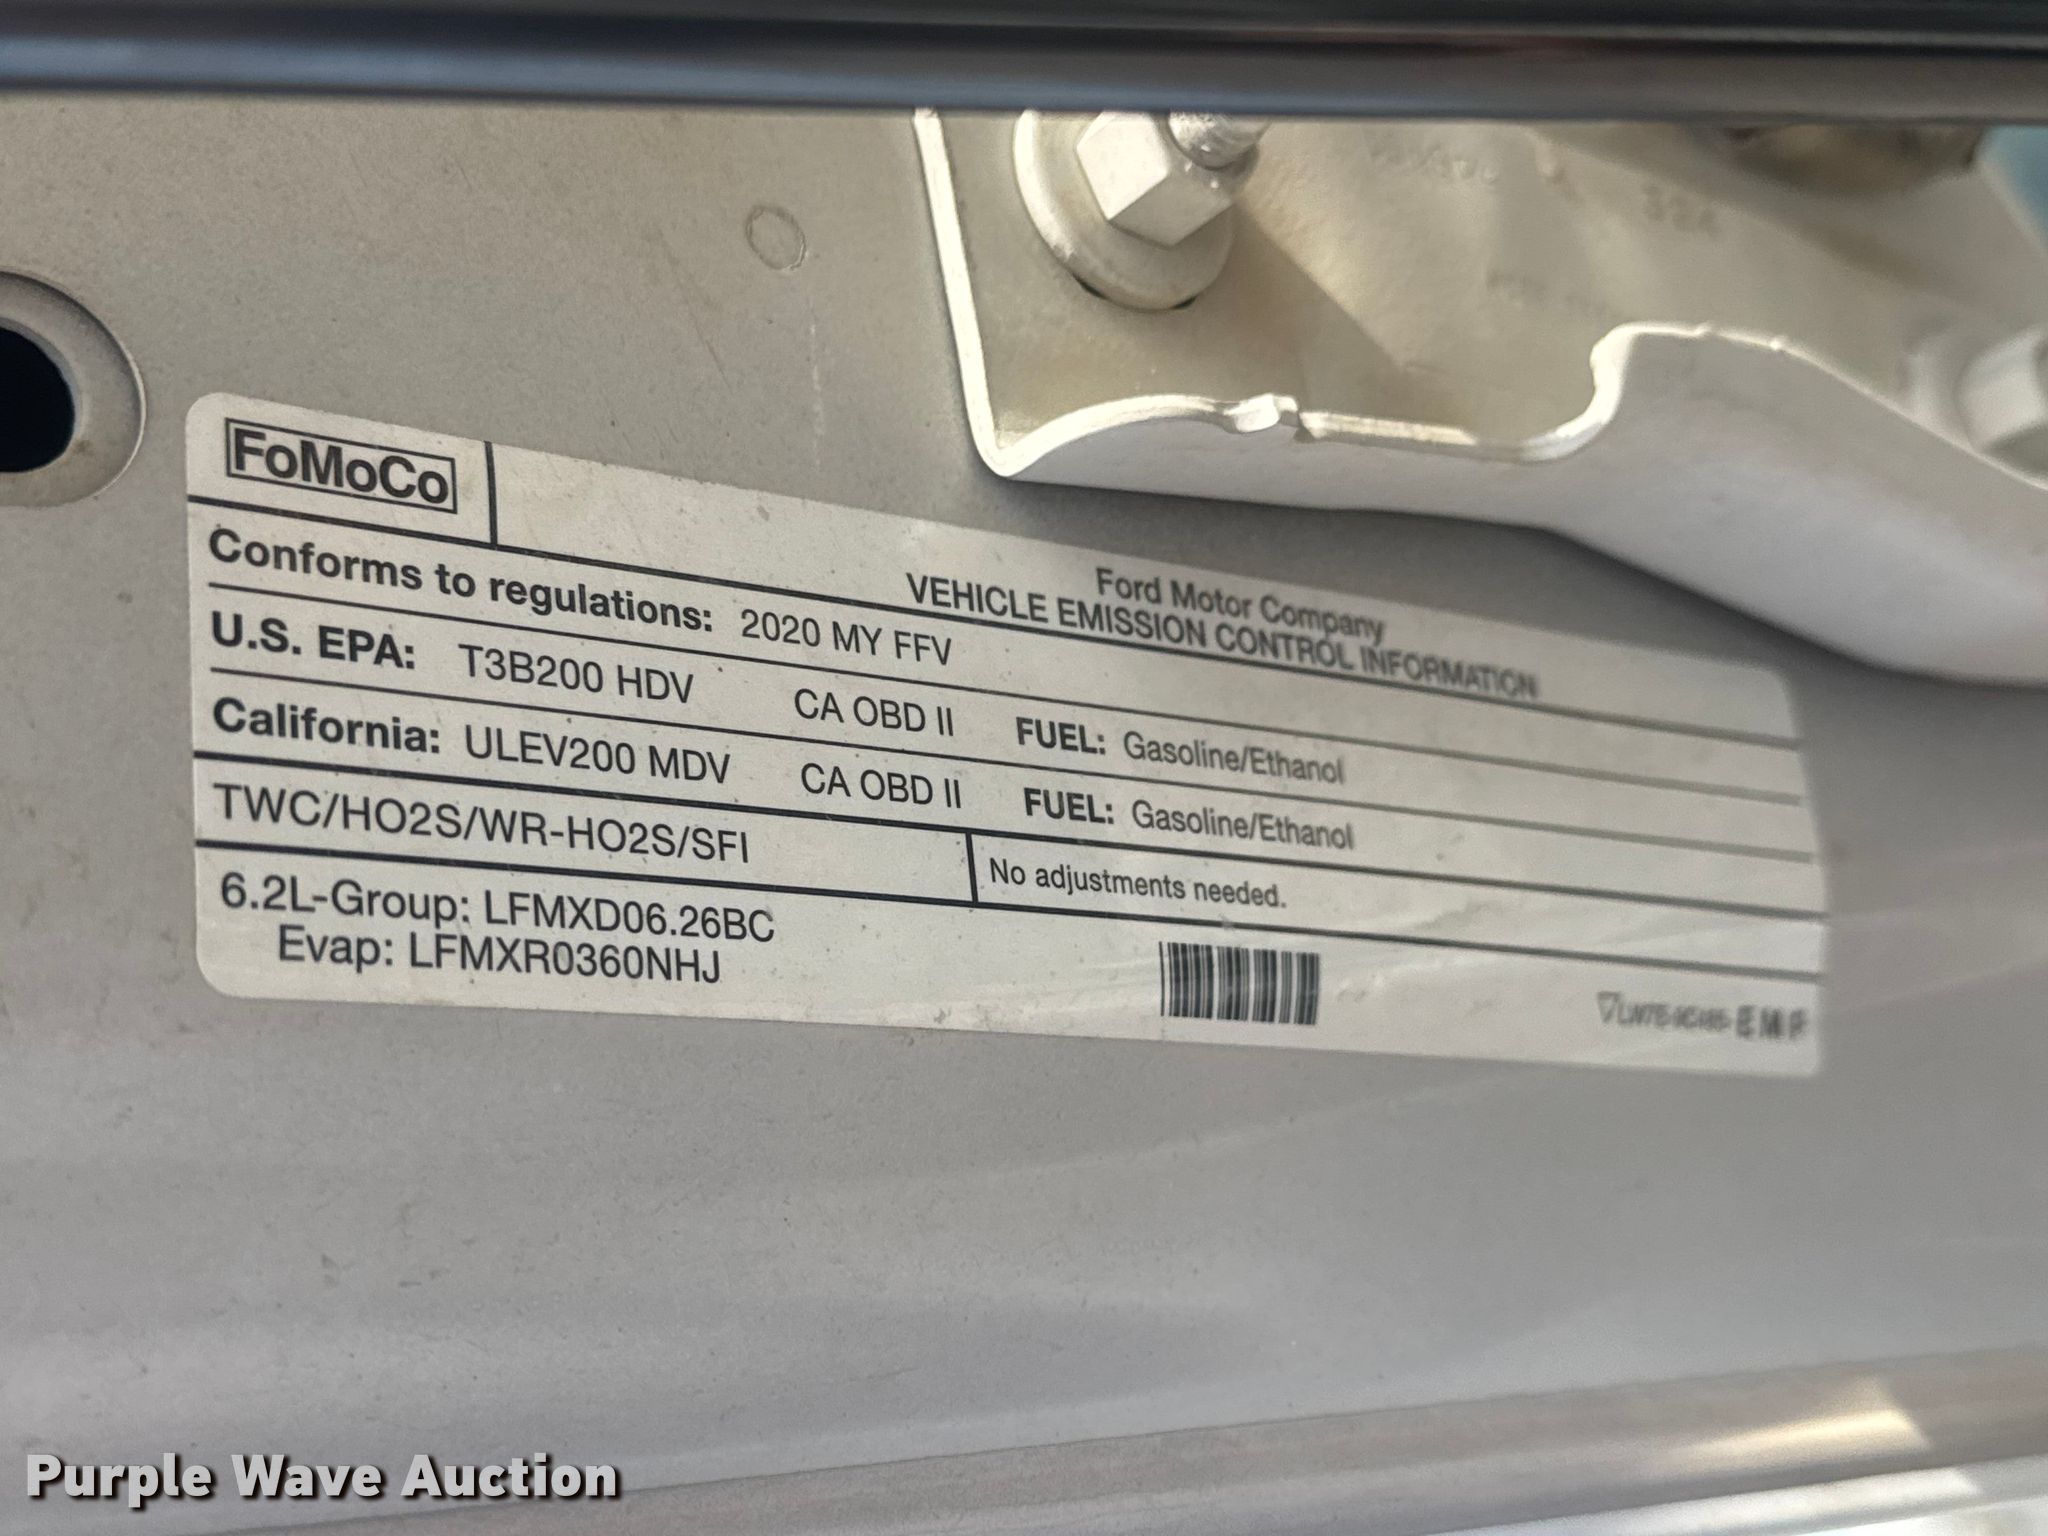 FoMoCo
Ford Motor Company
VEHICLE EMISSION CONTROL INFORMATION
Conforms to regulations: 2020 MY FFV
U.S. EPA: T3B200 HDV CA OBD II FUEL: Gasoline/Ethanol
California: ULEV200 MDV CA OBD II FUEL: Gasoline/Ethanol
TWC/HO2S/WR-HO2S/SFI
No adjustments needed.
6.2L-Group: LFMXD06.26BC
Evap: LFMXR0360NHJ
Purple Wave Auction